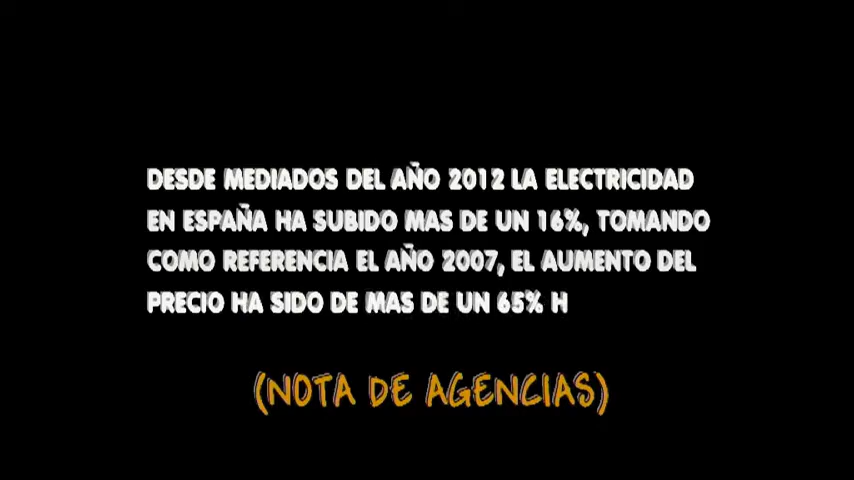 DESDE MEDIADOS DEL AÑO 2012 LA ELECTRICIDAD
EN ESPAÑA HA SUBIDO MAS DE UN 16%, TOMANDO
COMO REFERENCIA EL AÑO 2007, EL AUMENTO DEL
PRECIO HA SIDO DE MAS DE UN 65% H
(NOTA DE AGENCIAS)